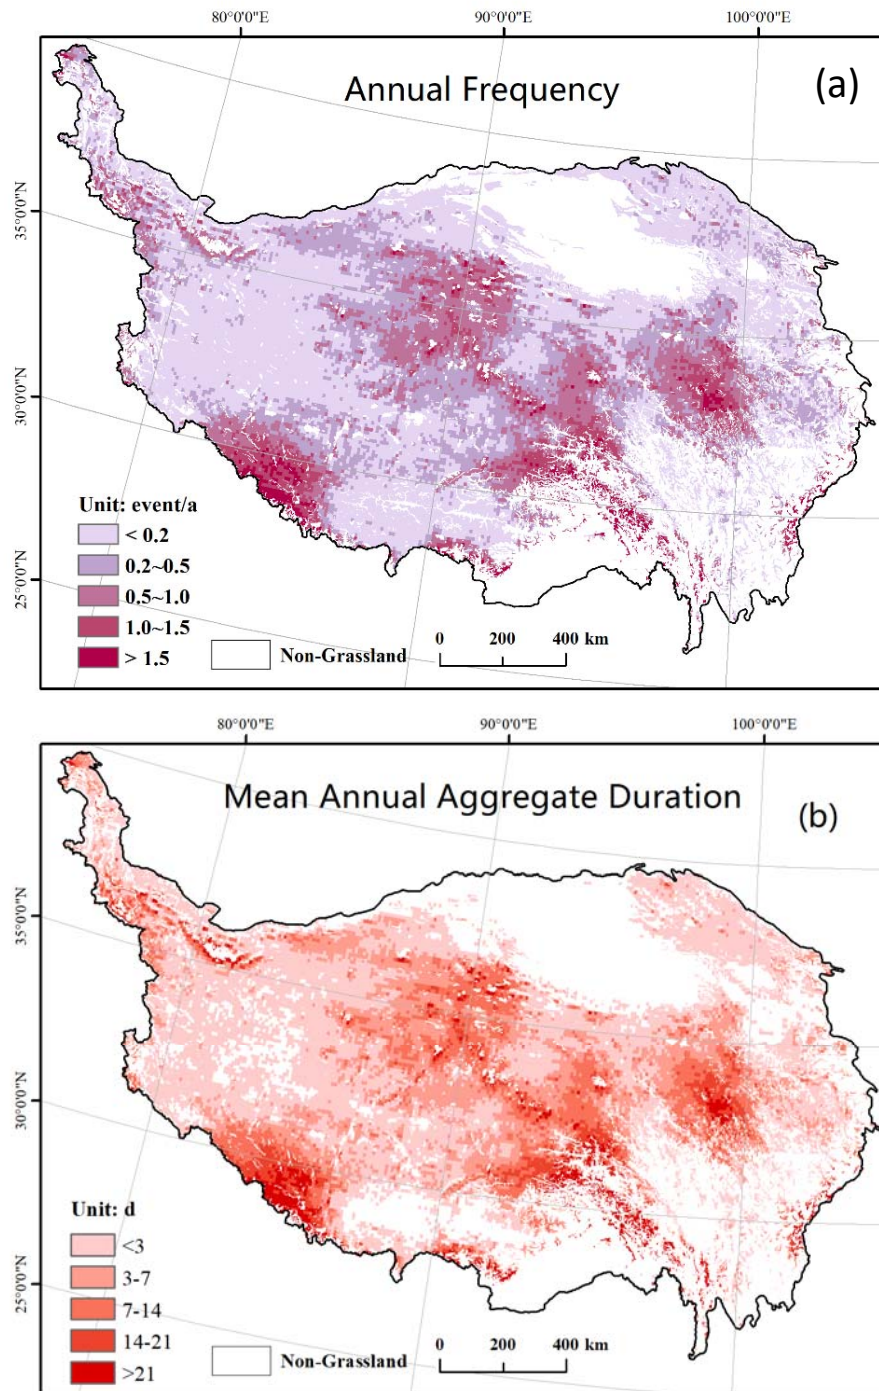 80°0'0"E 90°0'0"E 100°0'0"E
Annual Frequency (a)
35°0'0"N
30°0'0"N
25°0'0"N
Unit: event/a
< 0.2
0.2~0.5
0.5~1.0
1.0~1.5
> 1.5
Non-Grassland
0 200 400 km
80°0'0"E 90°0'0"E 100°0'0"E
Mean Annual Aggregate Duration (b)
35°0'0"N
30°0'0"N
25°0'0"N
Unit: d
<3
3-7
7-14
14-21
>21
Non-Grassland
0 200 400 km